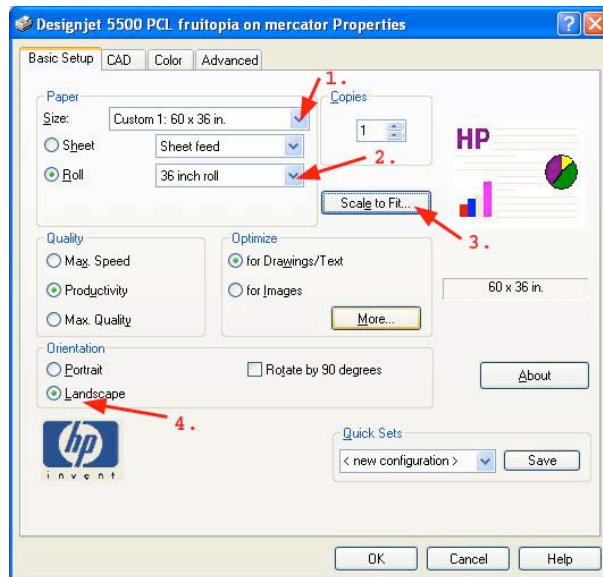 Designjet 5500 PCL fruitopia on mercator Properties
Basic Setup CAD Color Advanced
1.
Paper
Copies
Size: Custom 1: 60 x 36 in.
1
Sheet Sheet feed
2.
Roll 36 inch roll
HP
Scale to Fit...
3.
Quality
Optimize
Max. Speed
for Drawings/Text
Productivity
for Images
60 x 36 in.
Max. Quality
More...
Orientation
Portrait
Rotate by 90 degrees
About
Landscape
4.
hp
invent
Quick Sets
< new configuration > Save
OK Cancel Help